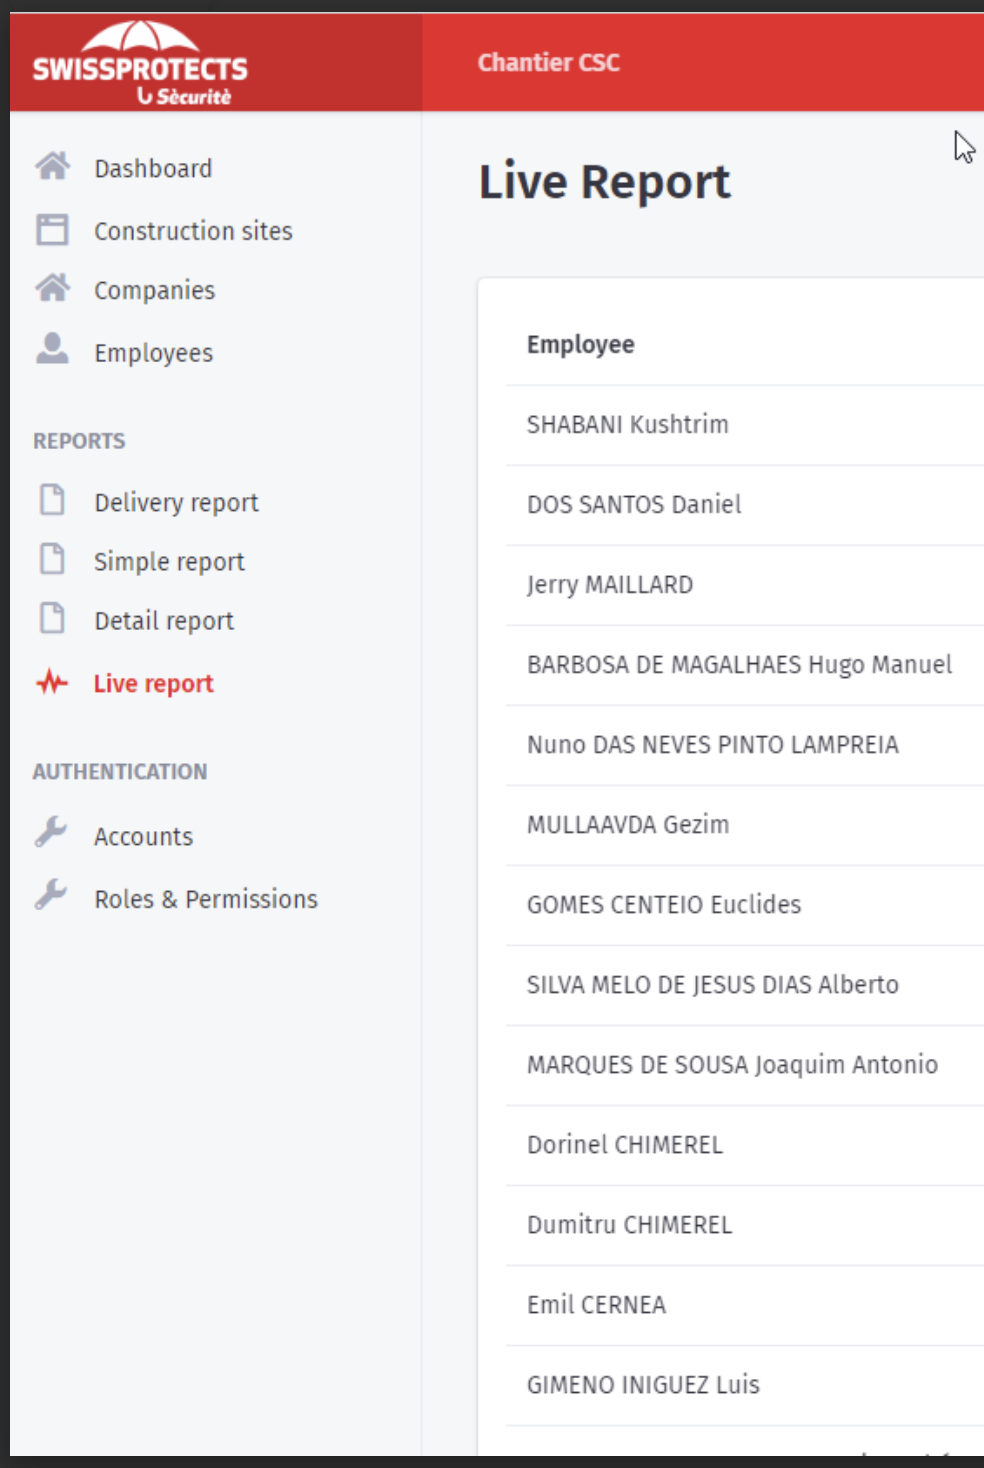 SWISSPROTECTS
Sècuritè
Chantier CSC
Dashboard
Construction sites
Companies
Employees
REPORTS
Delivery report
Simple report
Detail report
Live report
AUTHENTICATION
Accounts
Roles & Permissions
Live Report
Employee
SHABANI Kushtrim
DOS SANTOS Daniel
Jerry MAILLARD
BARBOSA DE MAGALHAES Hugo Manuel
Nuno DAS NEVES PINTO LAMPREIA
MULLAAVDA Gezim
GOMES CENTEIO Euclides
SILVA MELO DE JESUS DIAS Alberto
MARQUES DE SOUSA Joaquim Antonio
Dorinel CHIMEREL
Dumitru CHIMEREL
Emil CERNEA
GIMENO INIGUEZ Luis